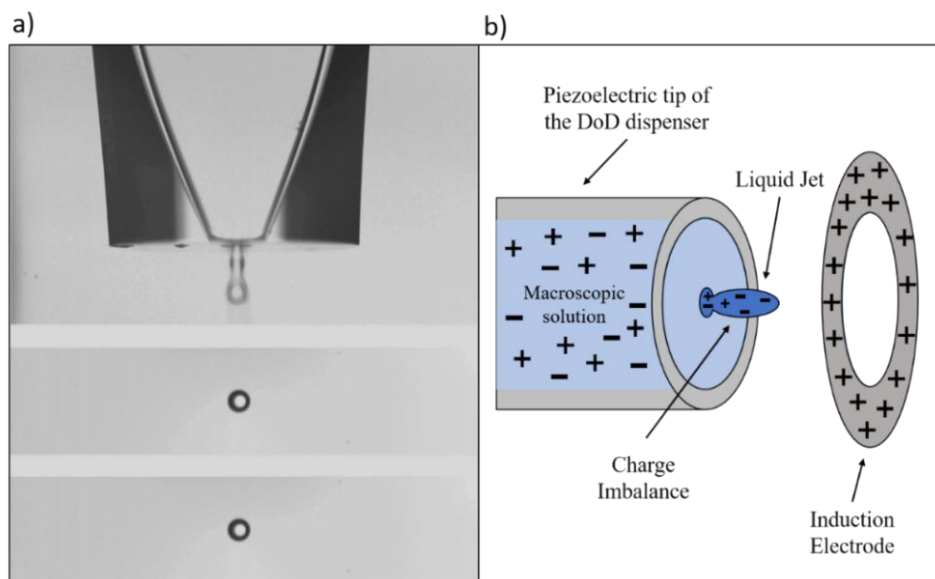 a)
b)
Piezoelectric tip of
the DoD dispenser
Liquid Jet
Macroscopic
solution
Charge
Imbalance
Induction
Electrode